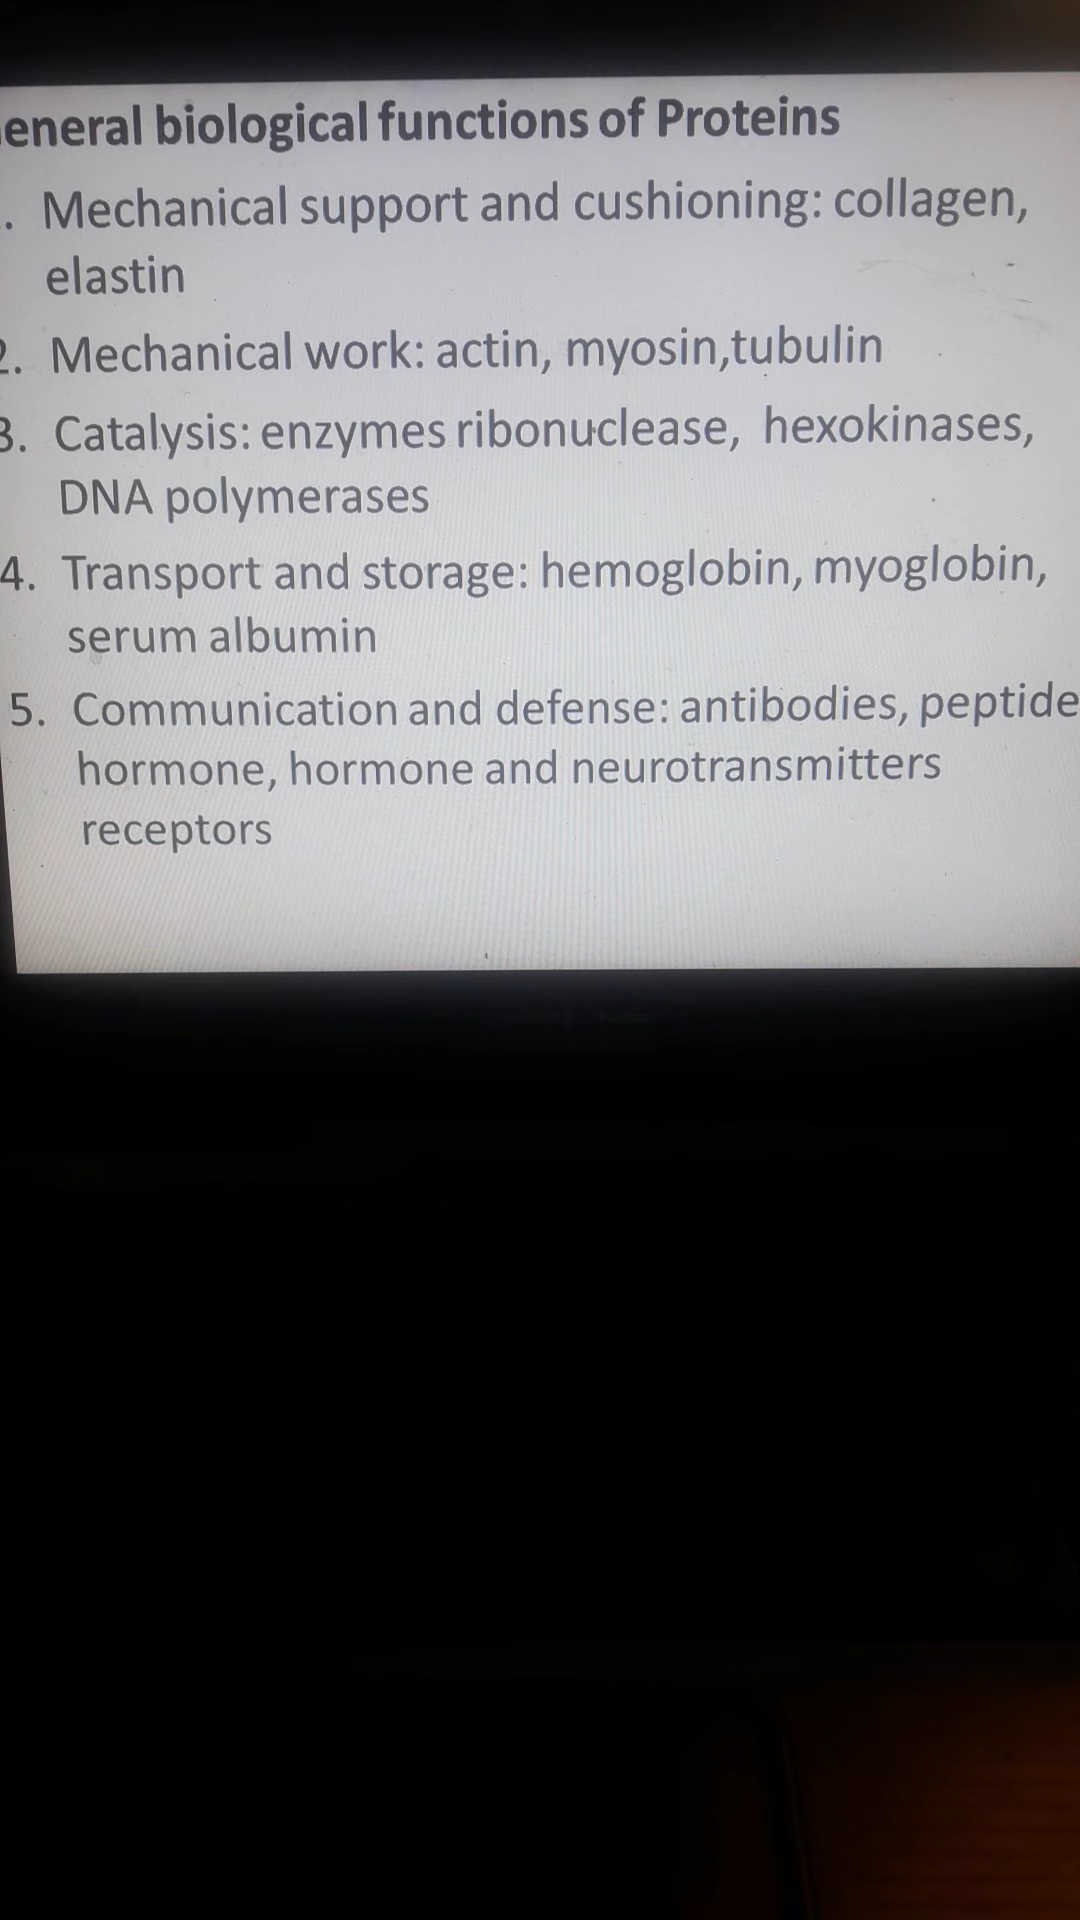 eneral biological functions of Proteins
. Mechanical support and cushioning: collagen,
elastin
2. Mechanical work: actin, myosin,tubulin
3. Catalysis: enzymes ribonuclease, hexokinases,
DNA polymerases
4. Transport and storage: hemoglobin, myoglobin,
serum albumin
5. Communication and defense: antibodies, peptide
hormone, hormone and neurotransmitters
receptors